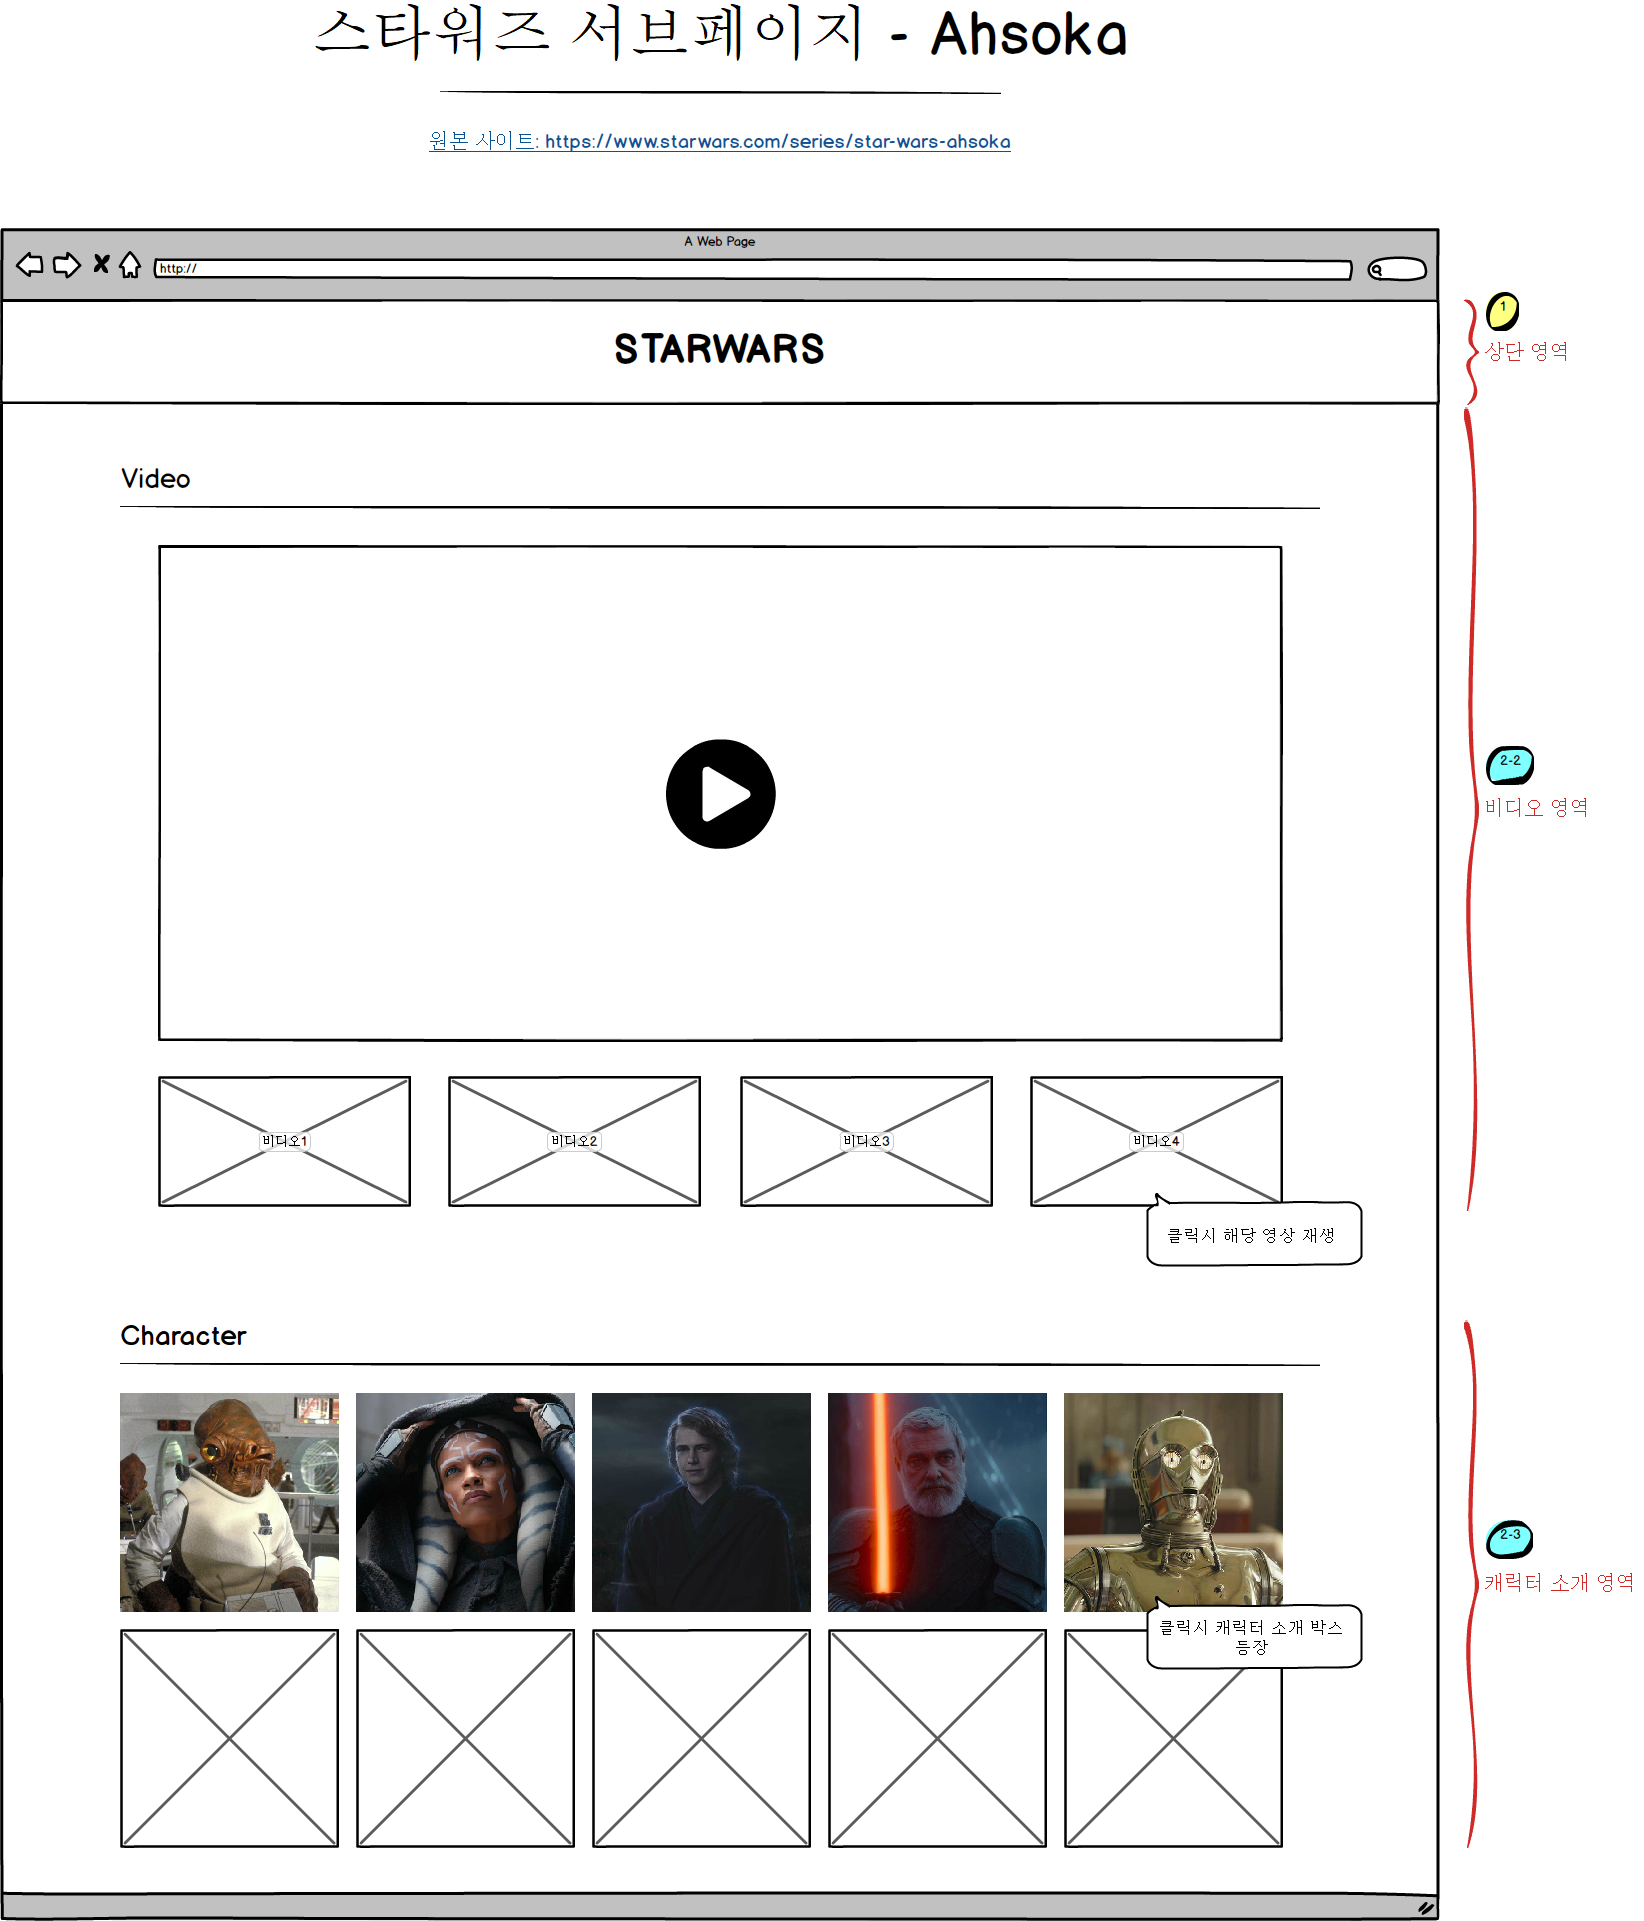 스타워즈 서브페이지 - Ahsoka
원본 사이트: https://www.starwars.com/series/star-wars-ahsoka
A Web Page
http://
STARWARS
1
상단 영역
Video
2-2
비디오 영역
비디오1
비디오2
비디오3
비디오4
클릭시 해당 영상 재생
Character
2-3
캐릭터 소개 영역
클릭시 캐릭터 소개 박스
등장